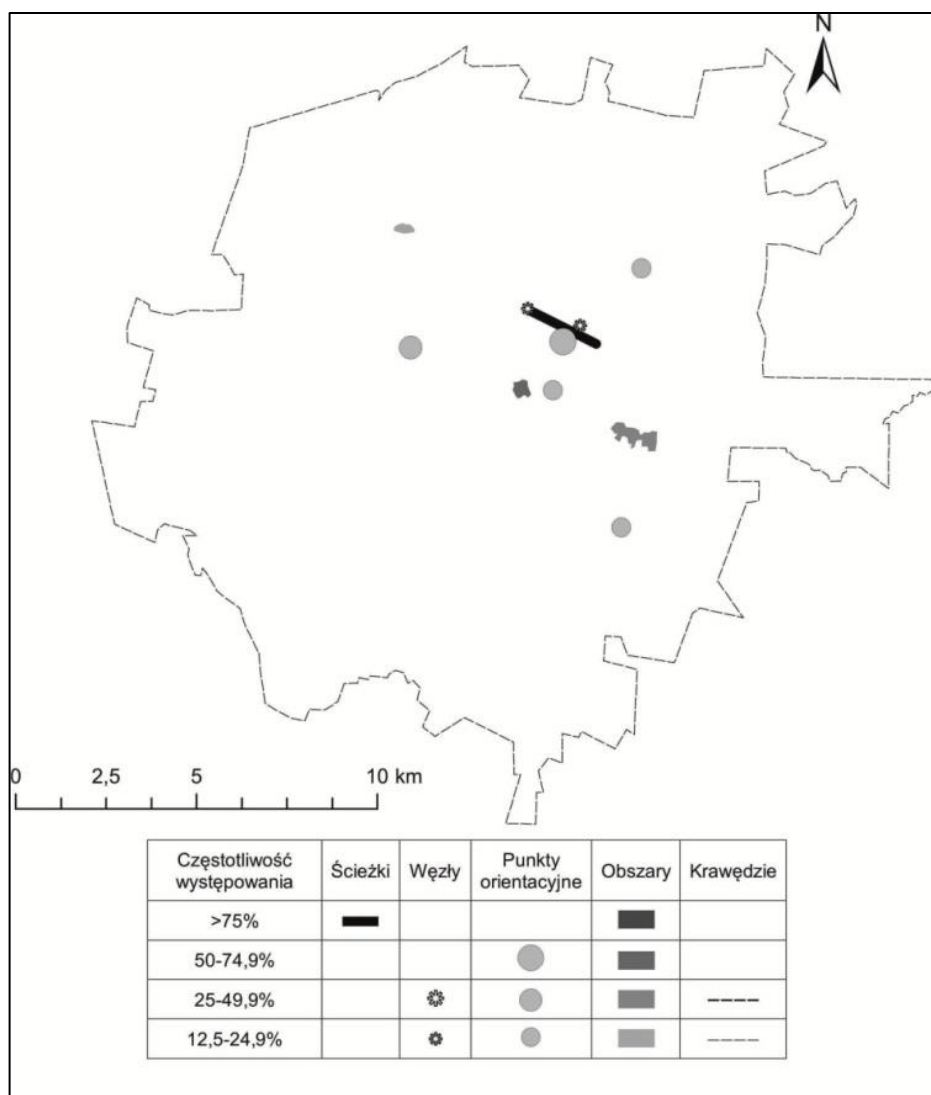 N
0 2,5 5 10 km
Częstotliwość występowania Ścieżki Węzły Punkty orientacyjne Obszary Krawędzie
>75%
50-74,9%
25-49,9%
12,5-24,9%